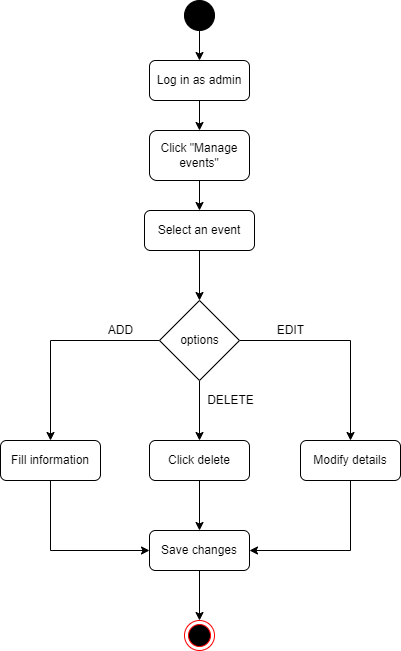 Log in as admin
Click "Manage
events"
Select an event
options
ADD
EDIT
DELETE
Fill information
Click delete
Modify details
Save changes